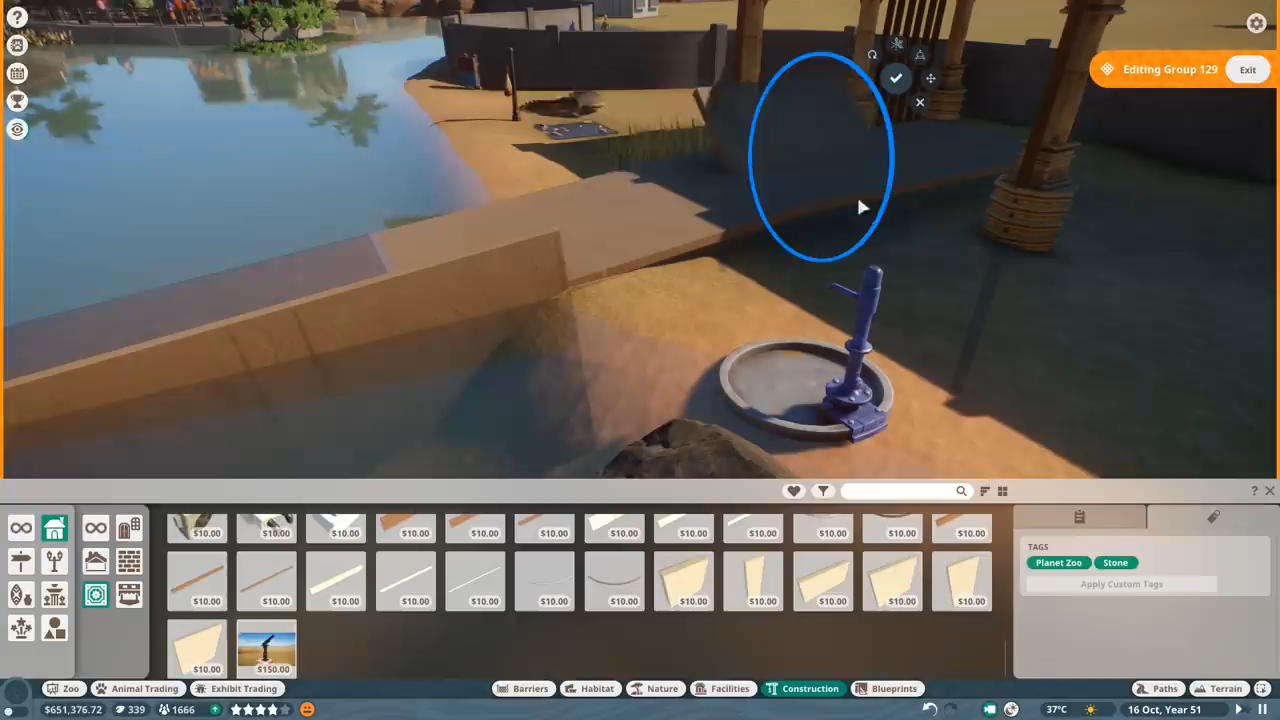 Editing Group 129
Exit
$10.00 $10.00 $10.00 $10.00 $10.00 $10.00 $10.00 $10.00 $10.00 $10.00 $10.00 $10.00
$10.00 $10.00 $10.00 $10.00 $10.00 $10.00 $10.00 $10.00 $10.00 $10.00 $10.00 $10.00
$10.00 $150.00
TAGS
Planet Zoo Stone
Apply Custom Tags
Zoo Animal Trading Exhibit Trading Barriers Habitat Nature Facilities Construction Blueprints Paths Terrain
$651,376.72 339 1666 37°C 16 Oct, Year 51